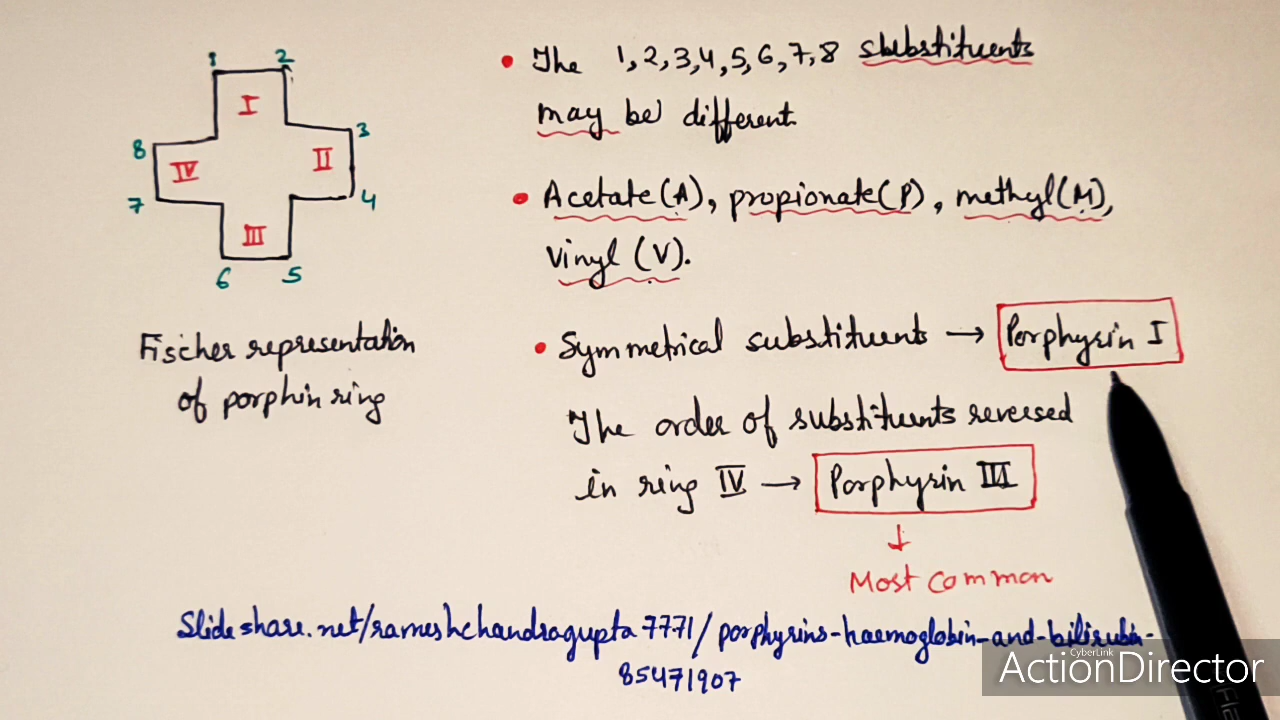 1 2
I
3
8
II
IV
7
4
III
6 5
Fischer representation
of porphin ring
• The 1,2,3,4,5,6,7,8 substituents
may be different
• Acetate(A), propionate(P), methyl(M),
vinyl (V).
• Symmetrical substituents → Porphyrin I
The order of substituents reversed
in ring IV → Porphyrin III
↓
Most common
Slideshare.net/rameshchandragupta7771/porphyrins-haemoglobin-and-bilirubin-
85471907
CyberLink
ActionDirector